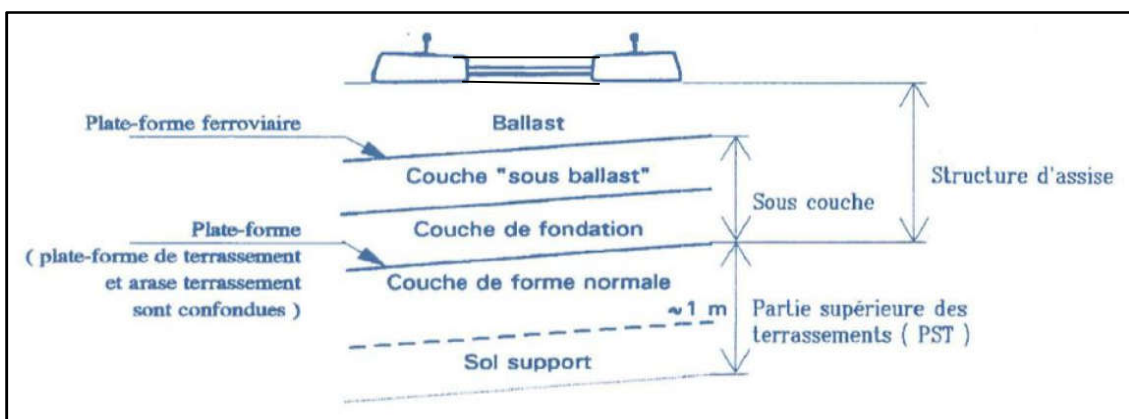 Ballast
Plate-forme ferroviaire
Couche "sous ballast"
Structure d'assise
Sous couche
Couche de fondation
Plate-forme
( plate-forme de terrassement
et arase terrassement
sont confondues )
Couche de forme normale
~1 m
Partie supérieure des
terrassements ( PST )
Sol support